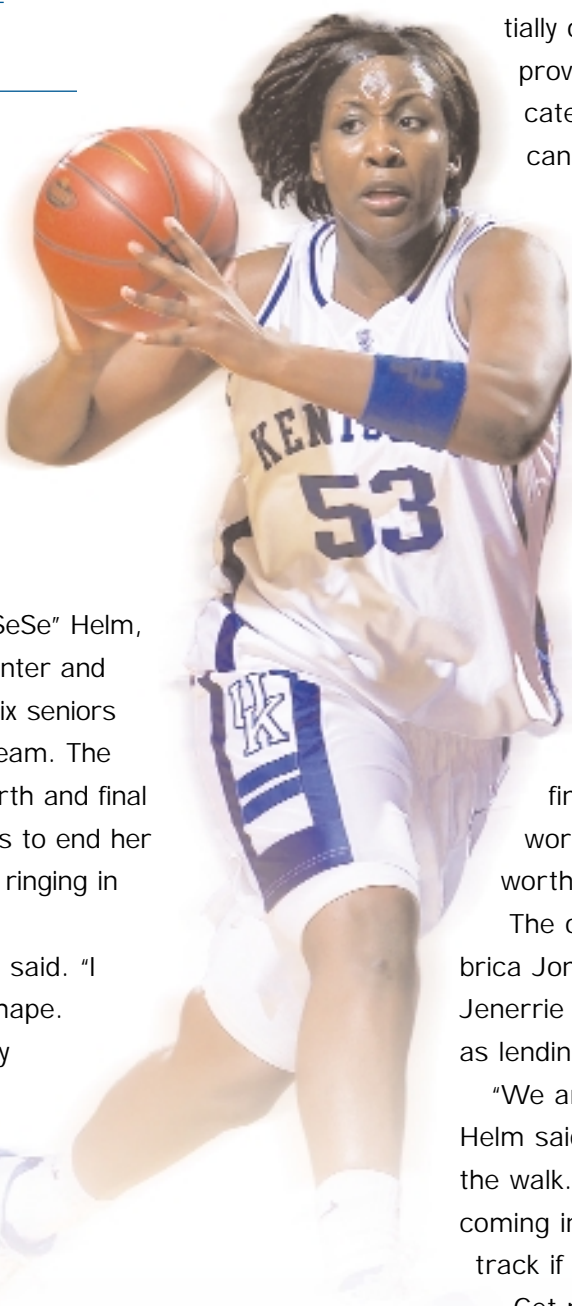 SeSe” Helm,
nter and
ix seniors
eam. The
rth and final
s to end her
ringing in
said. “I
hape.
y
KENTUC
53
UK
tially
prov
cate
can
fin
wor
worth
The
brica Jon
Jenerrie
as lendin
“We ar
Helm said
the walk.
coming in
track if